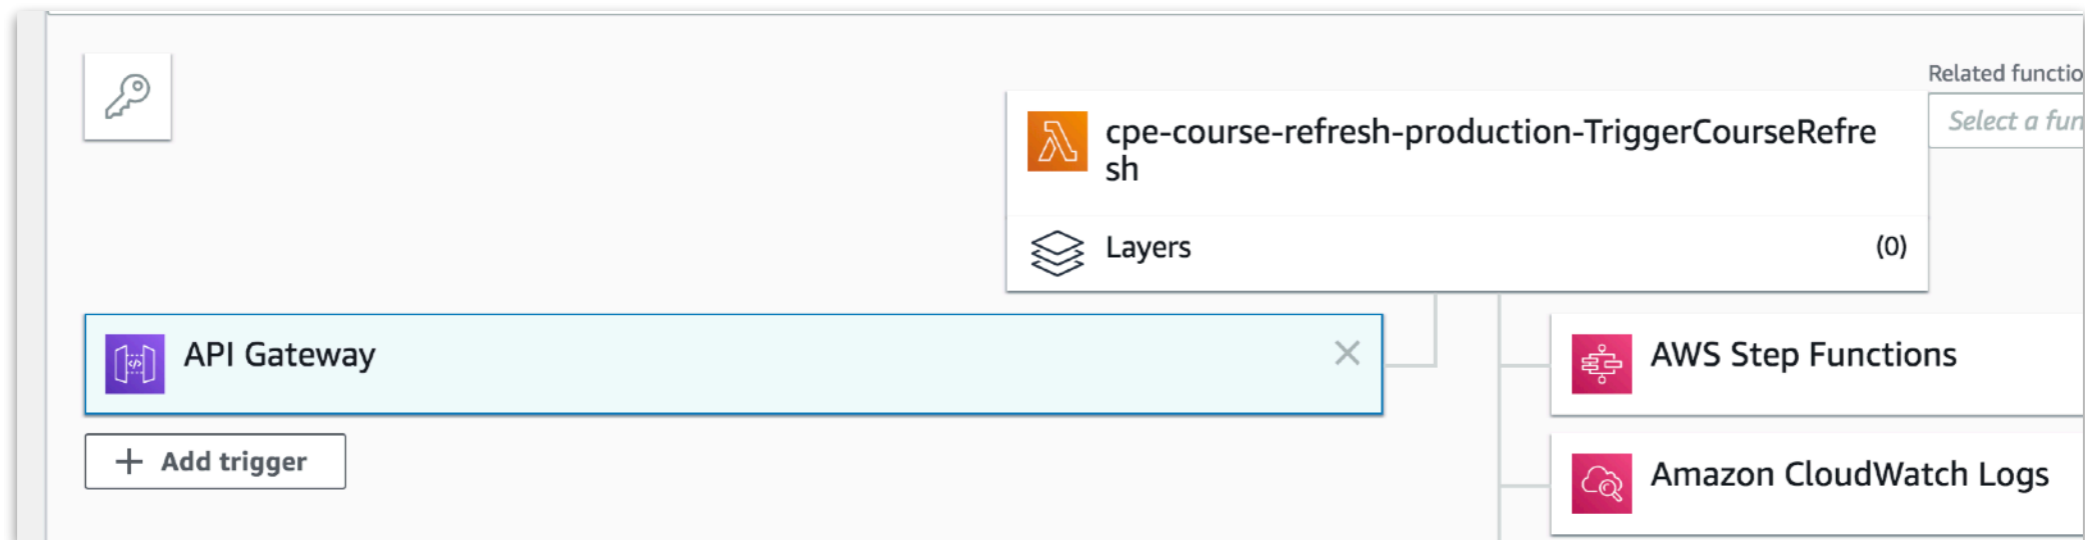 Related functio
Select a fun
cpe-course-refresh-production-TriggerCourseRefre
sh
Layers (0)
API Gateway
AWS Step Functions
+ Add trigger
Amazon CloudWatch Logs